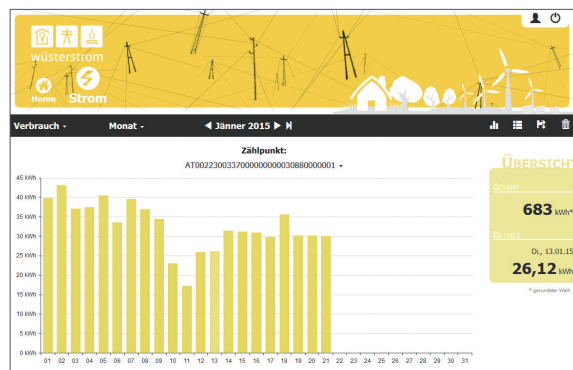 wüsterstrom
Home
Strom
Verbrauch
Monat
Jänner 2015
Zählpunkt:
AT0022300337000000000030880000001
45 kWh
40 kWh
35 kWh
30 kWh
25 kWh
20 kWh
15 kWh
10 kWh
5 kWh
0 kWh
01 02 03 04 05 06 07 08 09 10 11 12 13 14 15 16 17 18 19 20 21 22 23 24 25 26 27 28 29 30 31
ÜBERSICHT
GESAMT
683 kWh*
DETAILS
Di., 13.01.15
26,12 kWh
* gerundeter Wert